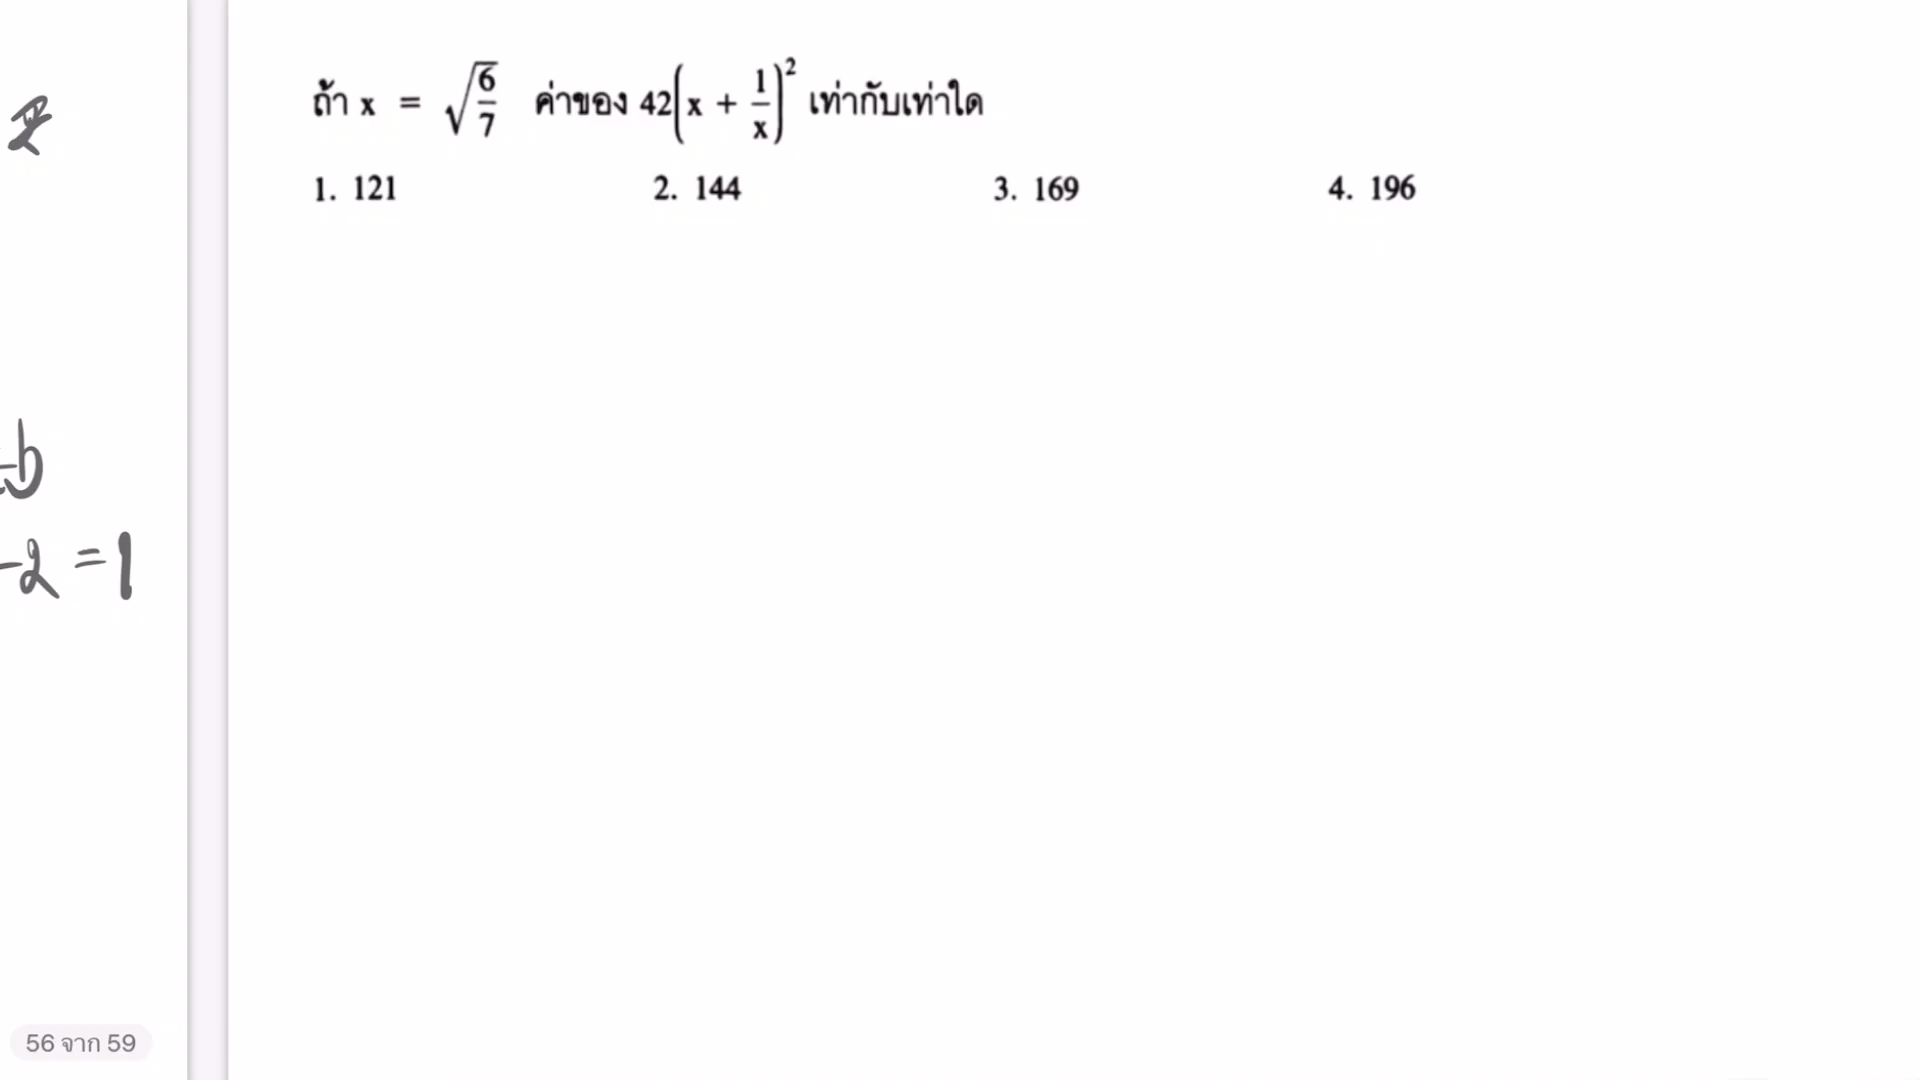 ถ้า x = √(6/7) ค่าของ 42(x + 1/x)² เท่ากับเท่าใด
1. 121 2. 144 3. 169 4. 196
b
-2 = 1
56 จาก 59